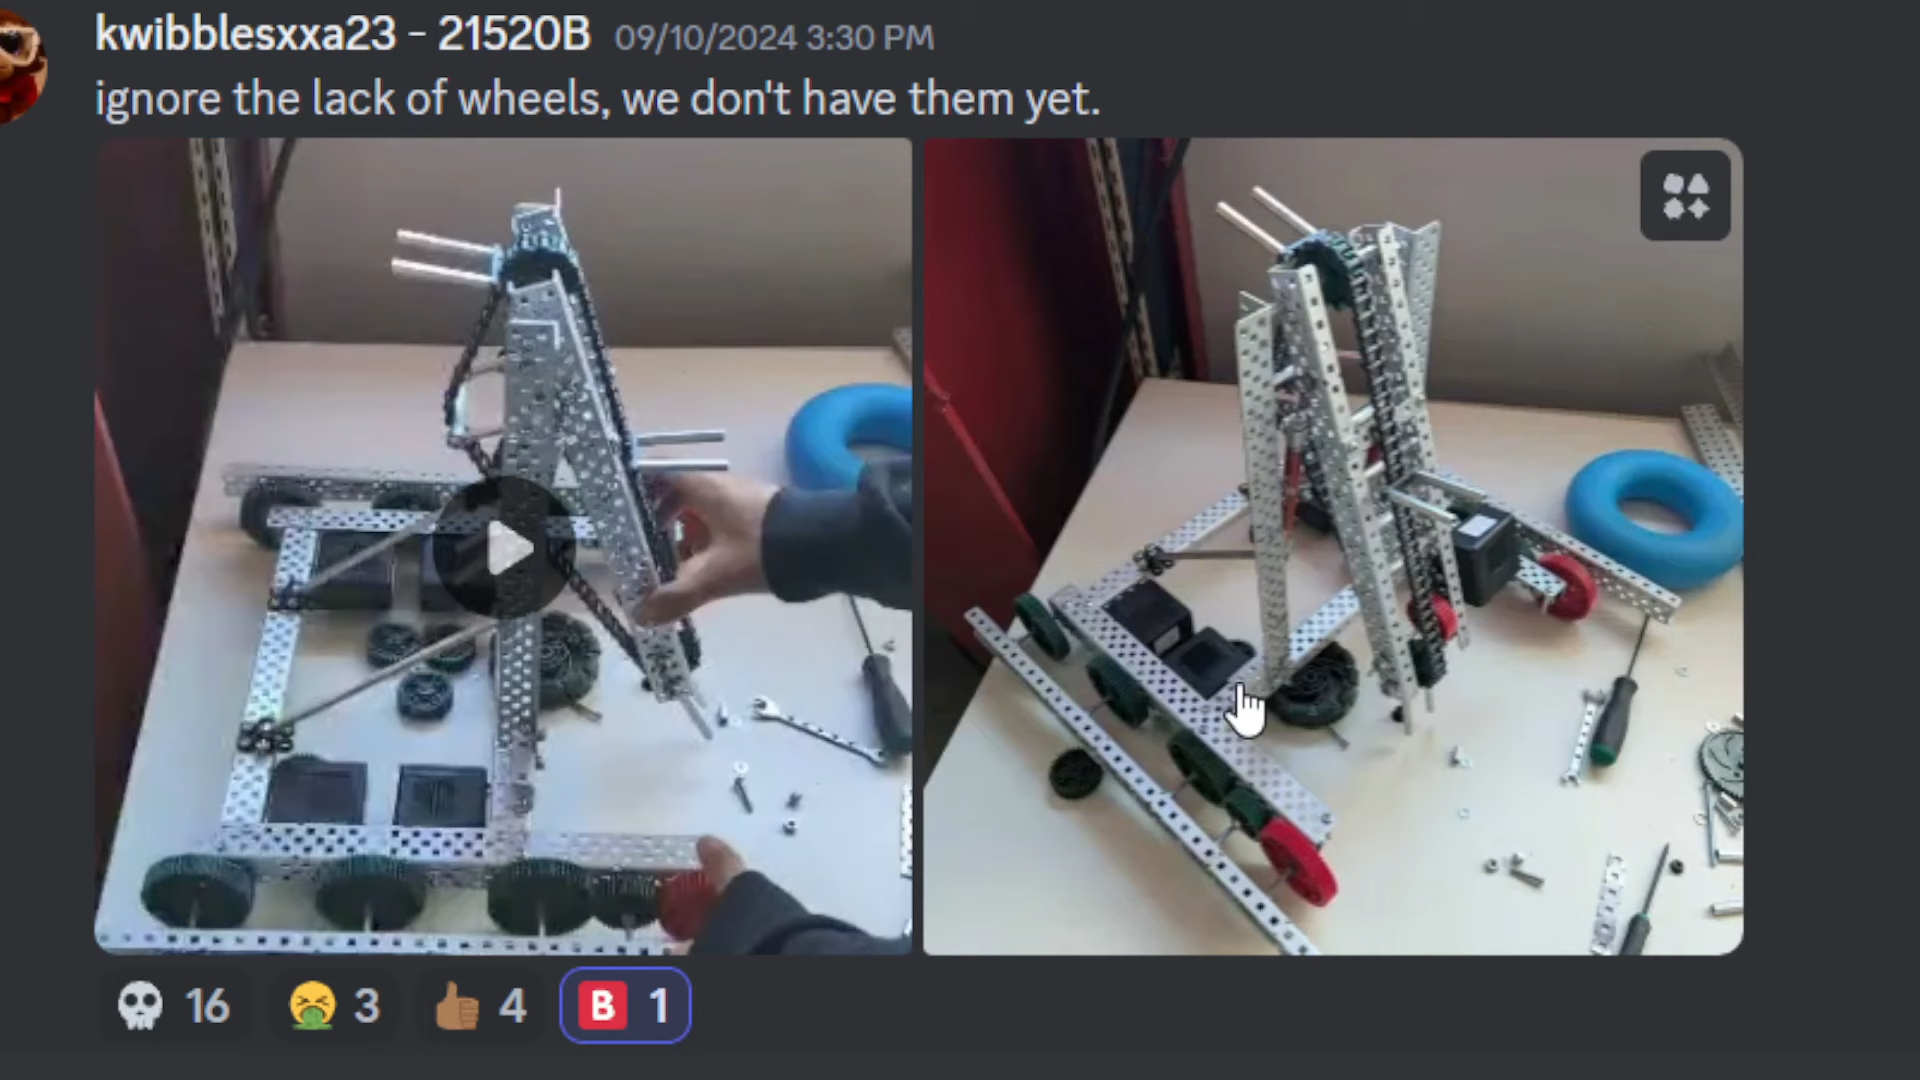 kwibblesxxa23 - 21520B 09/10/2024 3:30 PM
ignore the lack of wheels, we don't have them yet.
16 3 4 B 1